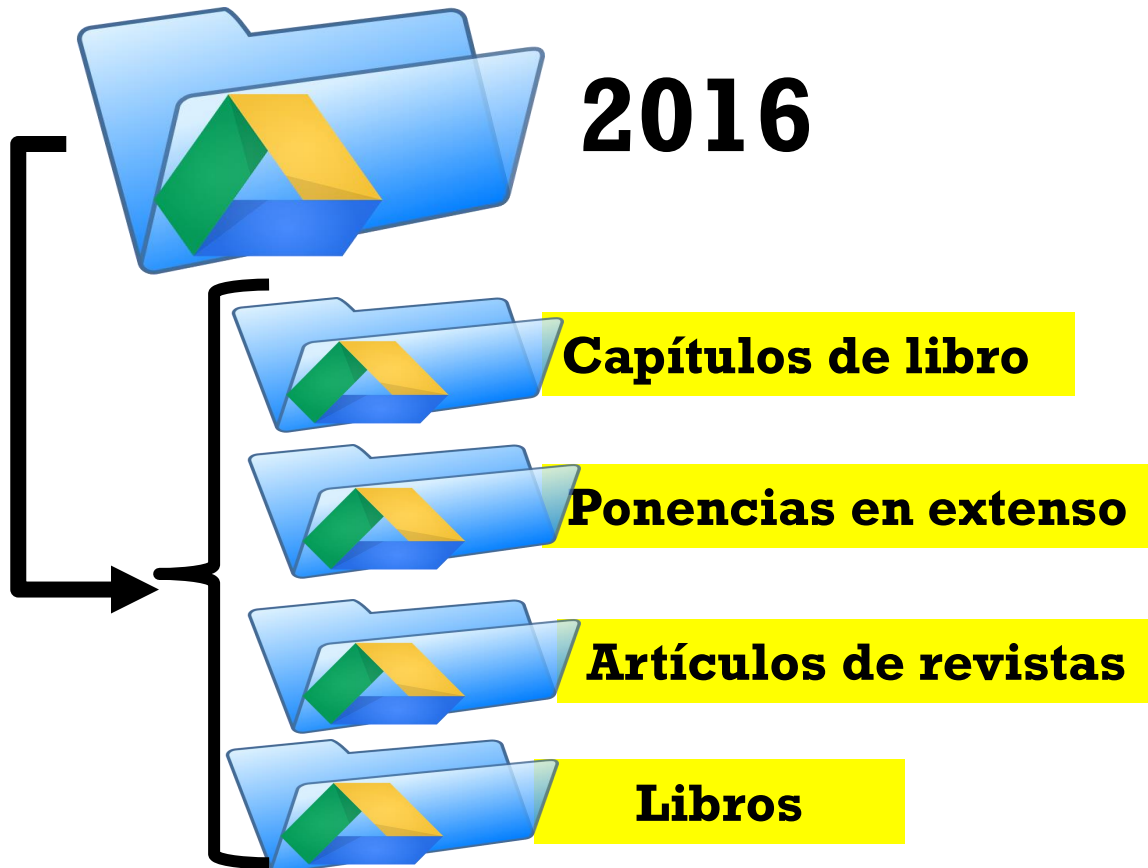 2016
Capítulos de libro
Ponencias en extenso
Artículos de revistas
Libros